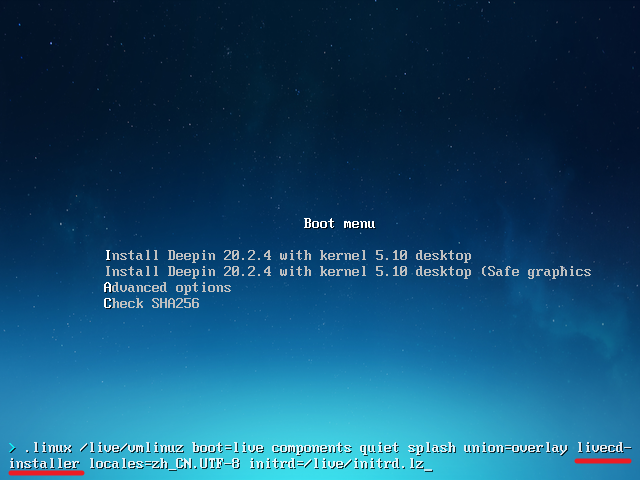 Boot menu
Install Deepin 20.2.4 with kernel 5.10 desktop
Install Deepin 20.2.4 with kernel 5.10 desktop (Safe graphics
Advanced options
Check SHA256
> .linux /live/vmlinuz boot=live components quiet splash union=overlay livecd-
installer locales=zh_CN.UTF-8 initrd=/live/initrd.lz_